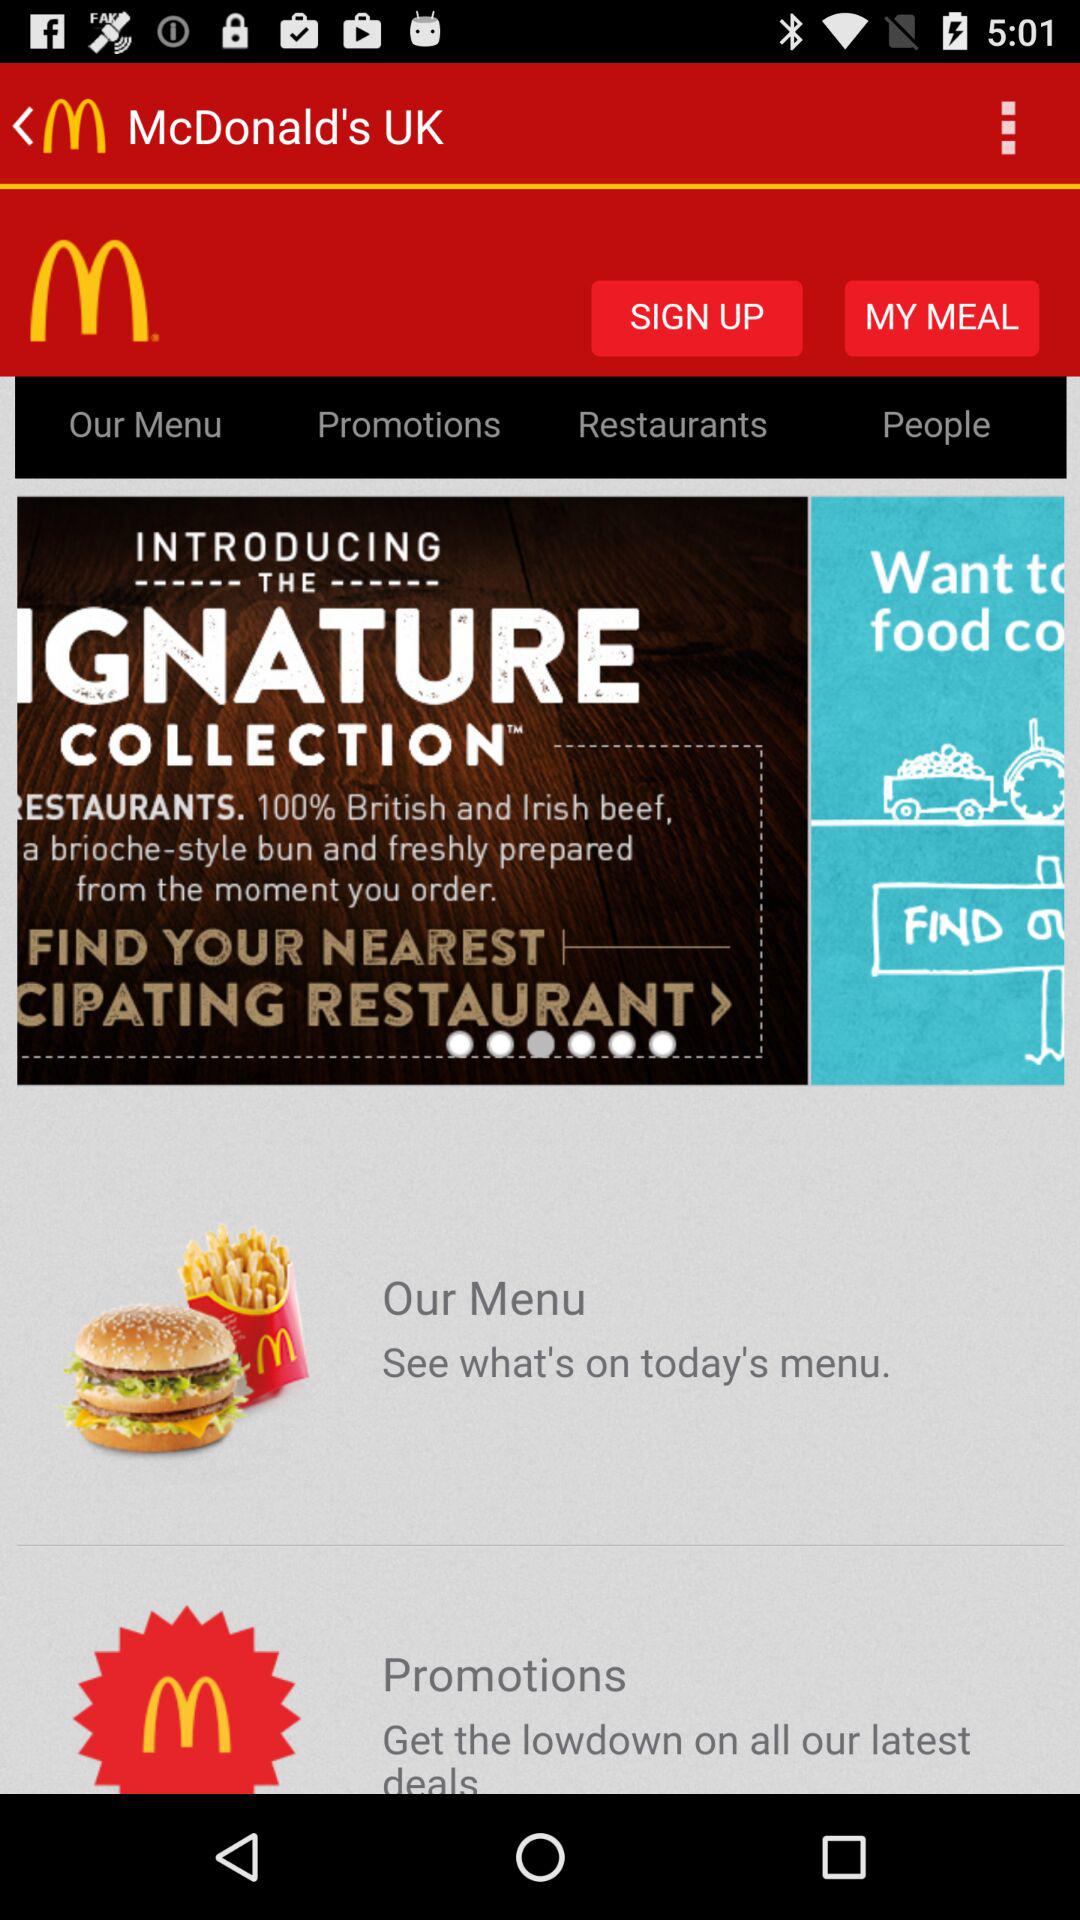 FAK
5:01
McDonald's UK
SIGN UP
MY MEAL
Our Menu
Promotions
Restaurants
People
INTRODUCING
THE
IGNATURE
COLLECTION™
RESTAURANTS. 100% British and Irish beef,
a brioche-style bun and freshly prepared
from the moment you order.
FIND YOUR NEAREST
CIPATING RESTAURANT >
Want to
food co
FIND OU
Our Menu
See what's on today's menu.
Promotions
Get the lowdown on all our latest
deals